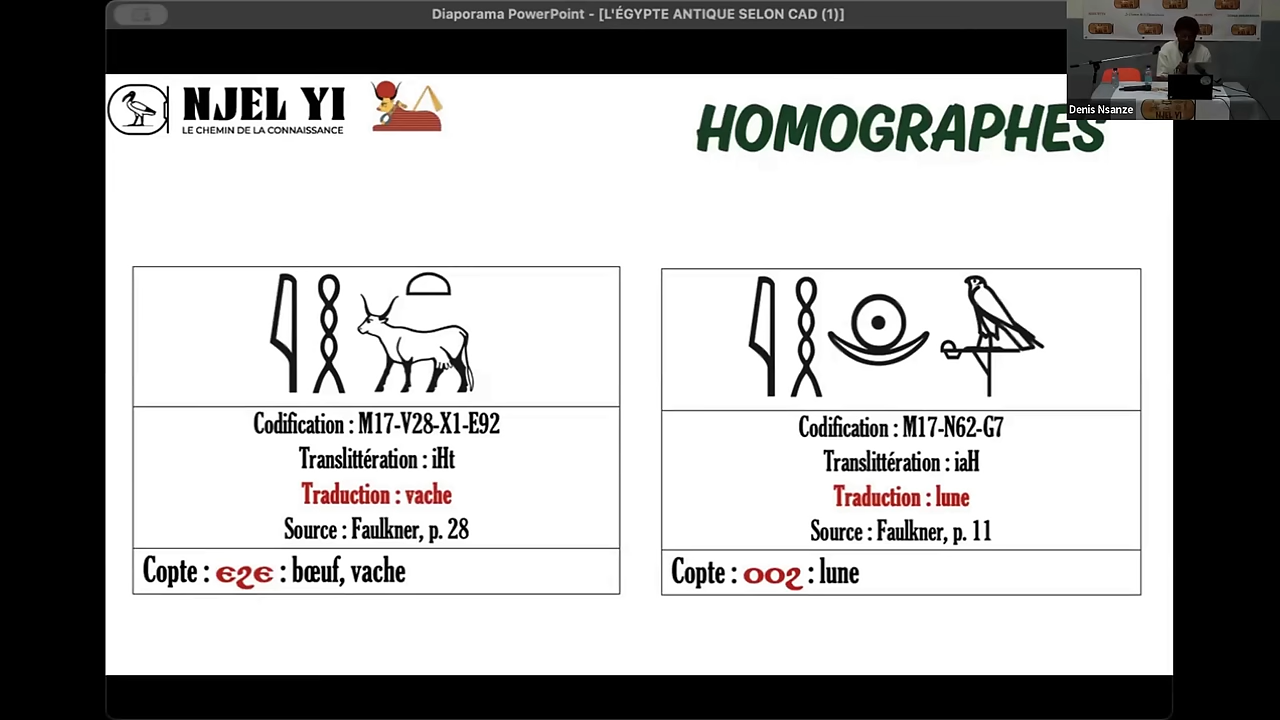 Diaporama PowerPoint - [L'ÉGYPTE ANTIQUE SELON CAD (1)]
NJEL YI
LE CHEMIN DE LA CONNAISSANCE
HOMOGRAPHES
Denis Nsanze
Codification : M17-V28-X1-E92
Translittération : iHt
Traduction : vache
Source : Faulkner, p. 28
Copte : ⲉϩⲉ : bœuf, vache
Codification : M17-N62-G7
Translittération : iaH
Traduction : lune
Source : Faulkner, p. 11
Copte : ⲟⲟϩ : lune